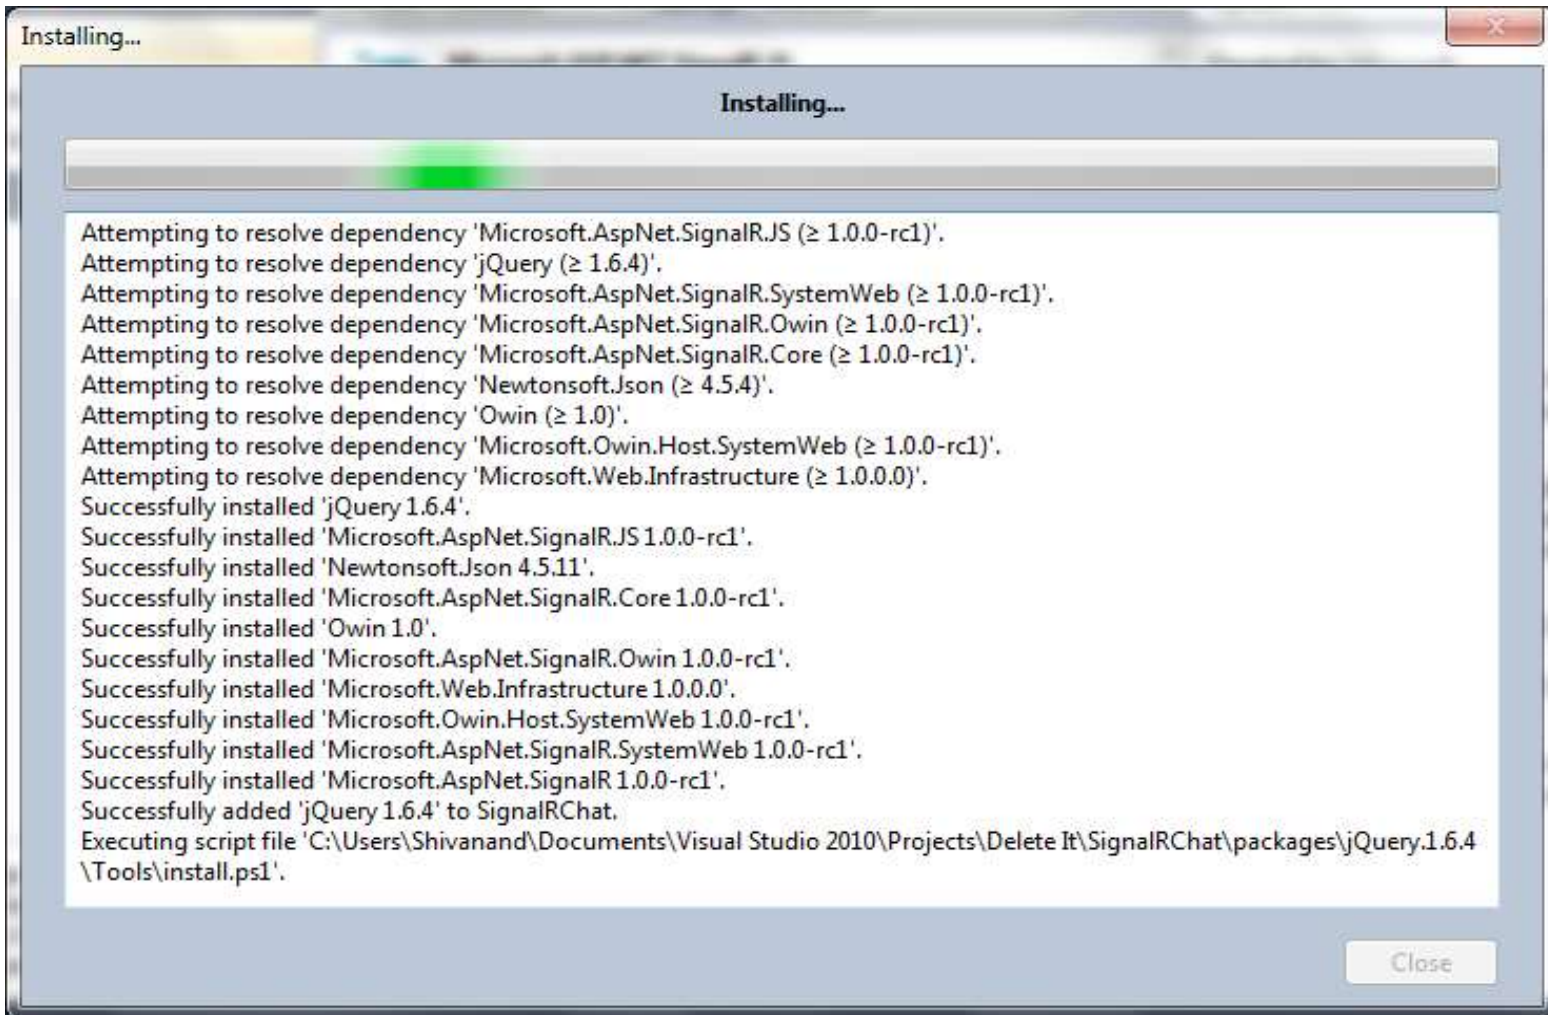 Installing...
Installing...
Attempting to resolve dependency 'Microsoft.AspNet.SignalR.JS (≥ 1.0.0-rc1)'.
Attempting to resolve dependency 'jQuery (≥ 1.6.4)'.
Attempting to resolve dependency 'Microsoft.AspNet.SignalR.SystemWeb (≥ 1.0.0-rc1)'.
Attempting to resolve dependency 'Microsoft.AspNet.SignalR.Owin (≥ 1.0.0-rc1)'.
Attempting to resolve dependency 'Microsoft.AspNet.SignalR.Core (≥ 1.0.0-rc1)'.
Attempting to resolve dependency 'Newtonsoft.Json (≥ 4.5.4)'.
Attempting to resolve dependency 'Owin (≥ 1.0)'.
Attempting to resolve dependency 'Microsoft.Owin.Host.SystemWeb (≥ 1.0.0-rc1)'.
Attempting to resolve dependency 'Microsoft.Web.Infrastructure (≥ 1.0.0.0)'.
Successfully installed 'jQuery 1.6.4'.
Successfully installed 'Microsoft.AspNet.SignalR.JS 1.0.0-rc1'.
Successfully installed 'Newtonsoft.Json 4.5.11'.
Successfully installed 'Microsoft.AspNet.SignalR.Core 1.0.0-rc1'.
Successfully installed 'Owin 1.0'.
Successfully installed 'Microsoft.AspNet.SignalR.Owin 1.0.0-rc1'.
Successfully installed 'Microsoft.Web.Infrastructure 1.0.0.0'.
Successfully installed 'Microsoft.Owin.Host.SystemWeb 1.0.0-rc1'.
Successfully installed 'Microsoft.AspNet.SignalR.SystemWeb 1.0.0-rc1'.
Successfully installed 'Microsoft.AspNet.SignalR 1.0.0-rc1'.
Successfully added 'jQuery 1.6.4' to SignalRChat.
Executing script file 'C:\Users\Shivanand\Documents\Visual Studio 2010\Projects\Delete It\SignalRChat\packages\jQuery.1.6.4
\Tools\install.ps1'.
Close